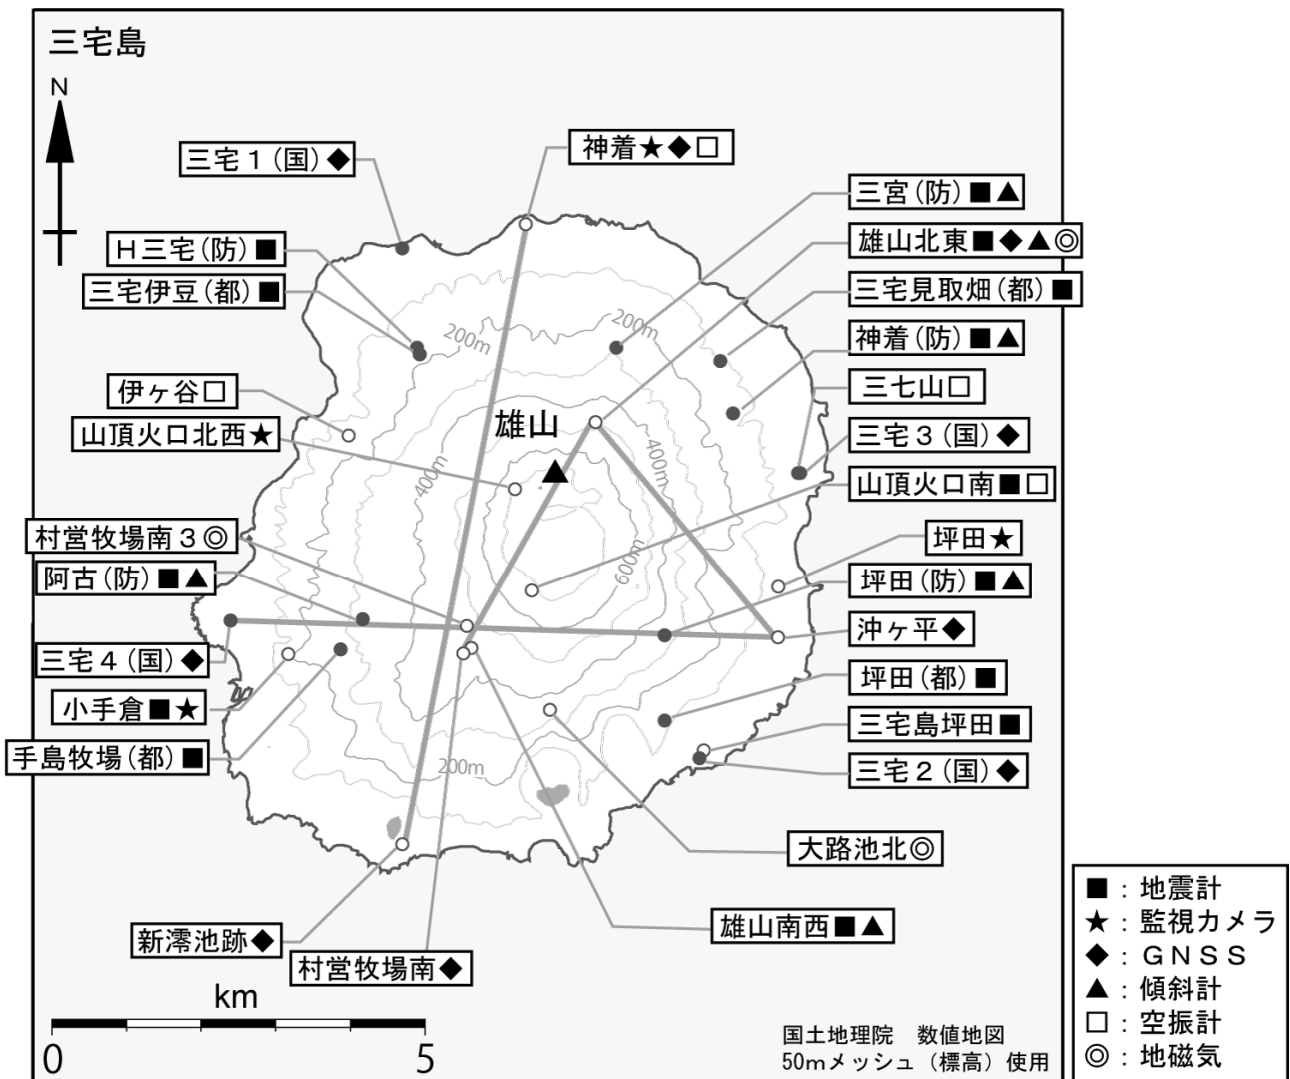 三宅島
N
神着★◆□
三宅1(国)◆
三宮(防)■▲
H三宅(防)■
雄山北東■◆▲◎
三宅伊豆(都)■
三宅見取畑(都)■
200m
200m
神着(防)■▲
伊ヶ谷□
三七山□
山頂火口北西★
雄山
三宅3(国)◆
400m
400m
山頂火口南■□
村営牧場南3◎
坪田★
600m
阿古(防)■▲
坪田(防)■▲
沖ヶ平◆
三宅4(国)◆
坪田(都)■
小手倉■★
三宅島坪田■
手島牧場(都)■
200m
三宅2(国)◆
大路池北◎
雄山南西■▲
新澪池跡◆
村営牧場南◆
km
0
5
国土地理院 数値地図
50mメッシュ(標高)使用
■:地震計
★:監視カメラ
◆:GNSS
▲:傾斜計
□:空振計
◎:地磁気